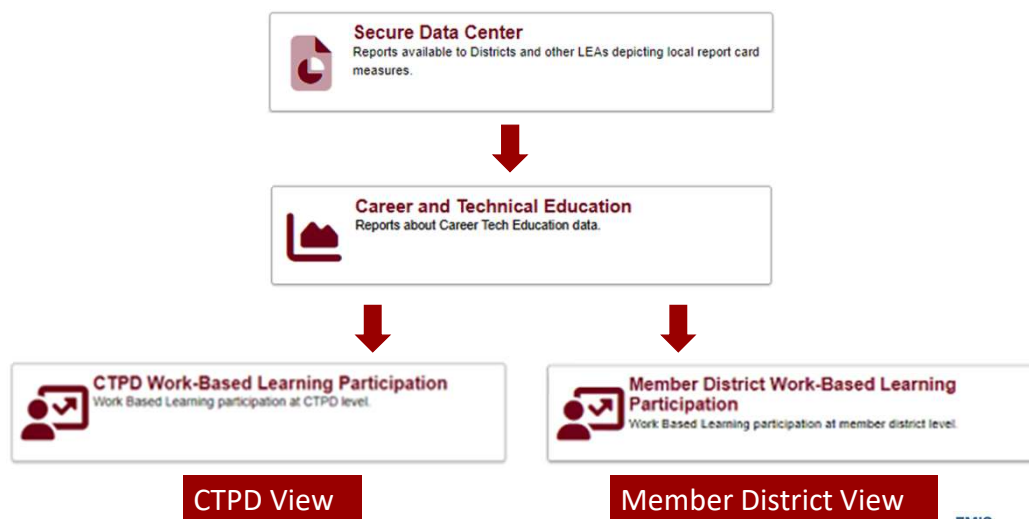 Secure Data Center
Reports available to Districts and other LEAs depicting local report card
measures.
Career and Technical Education
Reports about Career Tech Education data.
CTPD Work-Based Learning Participation
Work Based Learning participation at CTPD level.
Member District Work-Based Learning
Participation
Work Based Learning participation at member district level.
CTPD View
Member District View